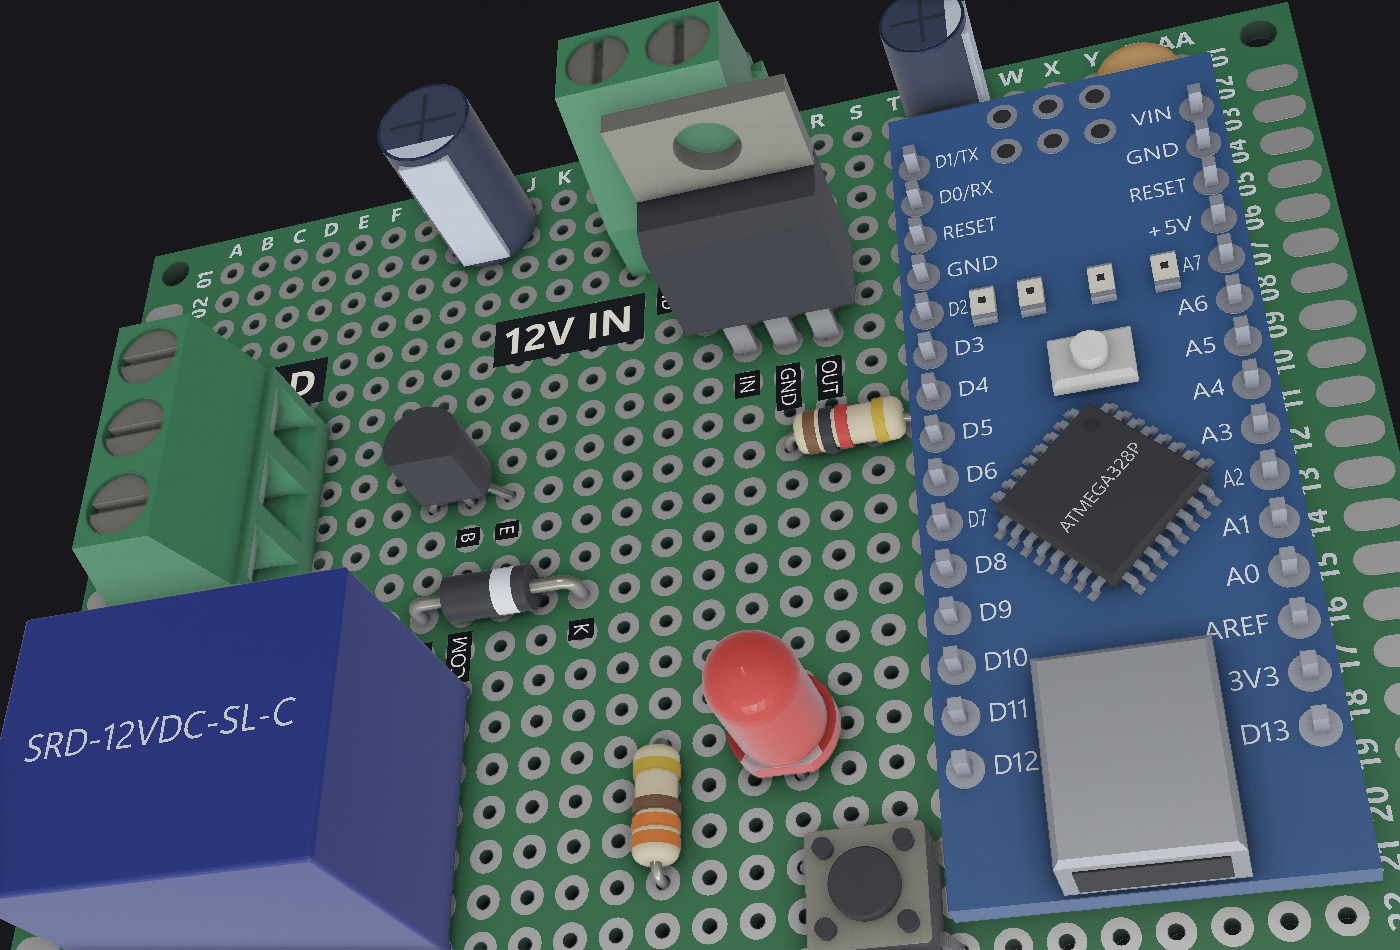 A B C D E F J K R S T W X Y AA
01
02
01
02
03
04
05
06
07
08
09
10
11
12
13
14
15
16
17
18
19
20
21
22
12V IN
D
IN
GND
OUT
B
E
K
COM
SRD-12VDC-SL-C
D1/TX
D0/RX
RESET
GND
D2
D3
D4
D5
D6
D7
D8
D9
D10
D11
D12
VIN
GND
RESET
+5V
A7
A6
A5
A4
A3
A2
A1
A0
AREF
3V3
D13
ATMEGA328P